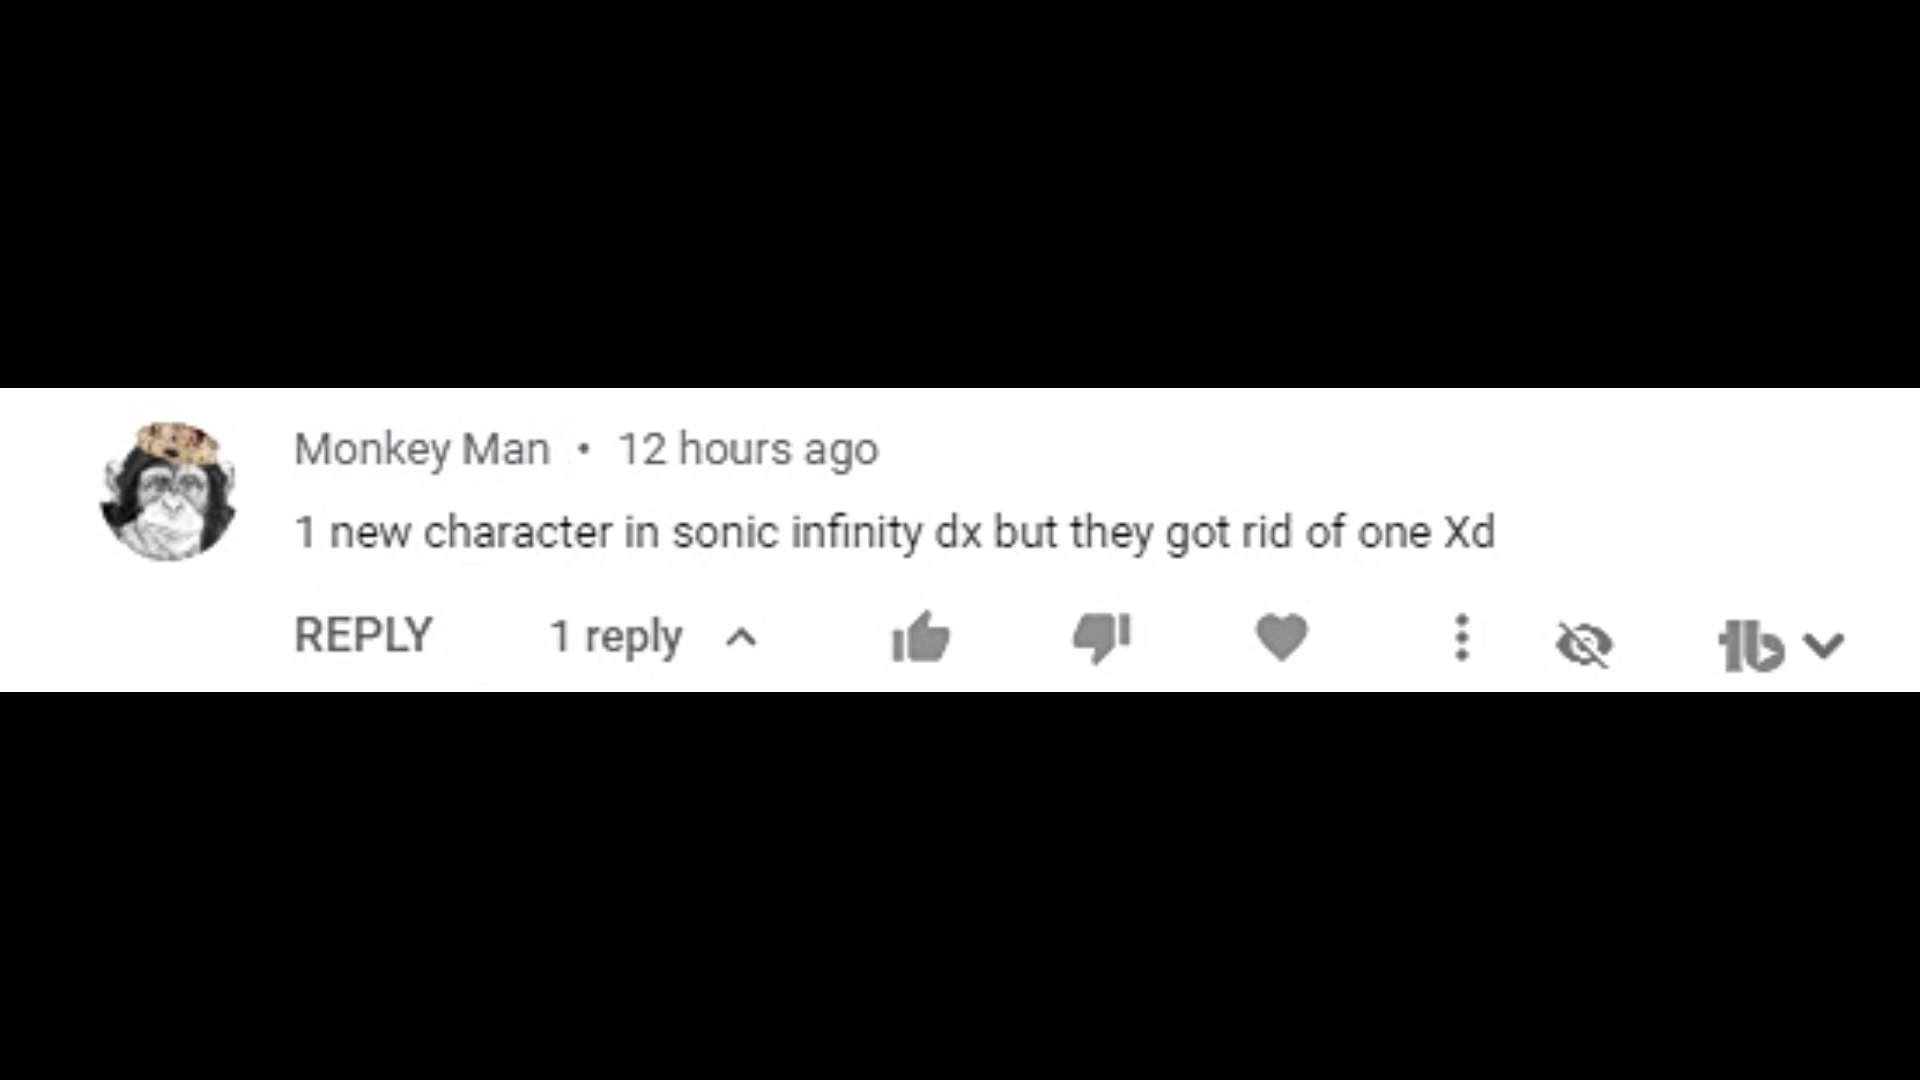 Monkey Man • 12 hours ago
1 new character in sonic infinity dx but they got rid of one Xd
REPLY 1 reply